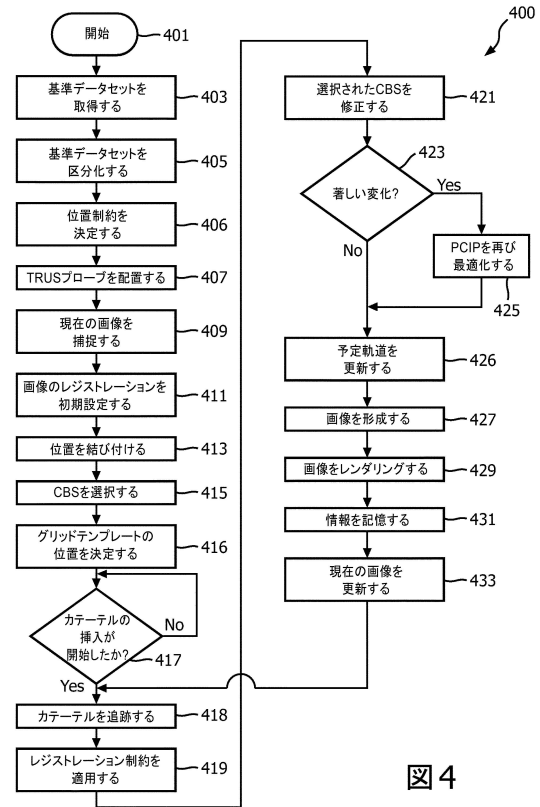 400
開始
401
基準データセットを
取得する
403
基準データセットを
区分化する
405
位置制約を
決定する
406
TRUSプローブを配置する
407
現在の画像を
捕捉する
409
画像のレジストレーションを
初期設定する
411
位置を結び付ける
413
CBSを選択する
415
グリッドテンプレートの
位置を決定する
416
カテーテルの
挿入が
開始したか?
417
No
Yes
カテーテルを追跡する
418
レジストレーション制約を
適用する
419
選択されたCBSを
修正する
421
著しい変化?
423
Yes
No
PCIPを再び
最適化する
425
予定軌道を
更新する
426
画像を形成する
427
画像をレンダリングする
429
情報を記憶する
431
現在の画像を
更新する
433
図4